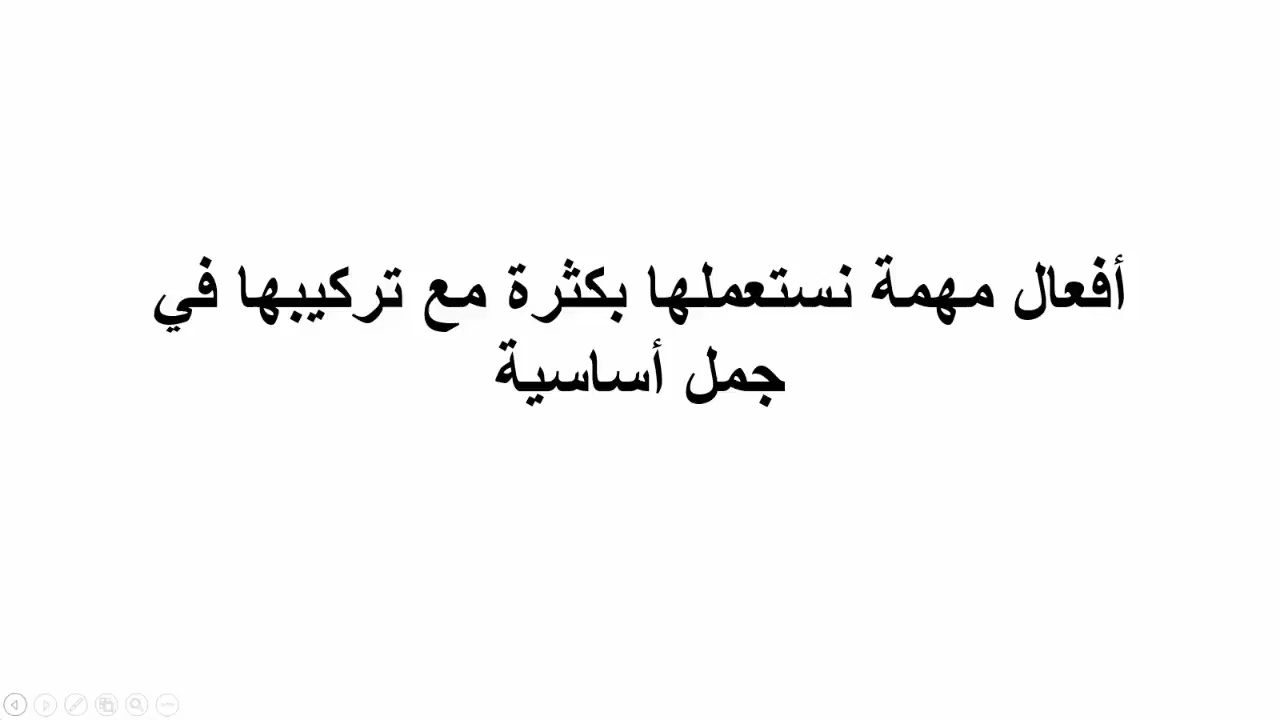 أفعال مهمة نستعملها بكثرة مع تركيبها في
جمل أساسية